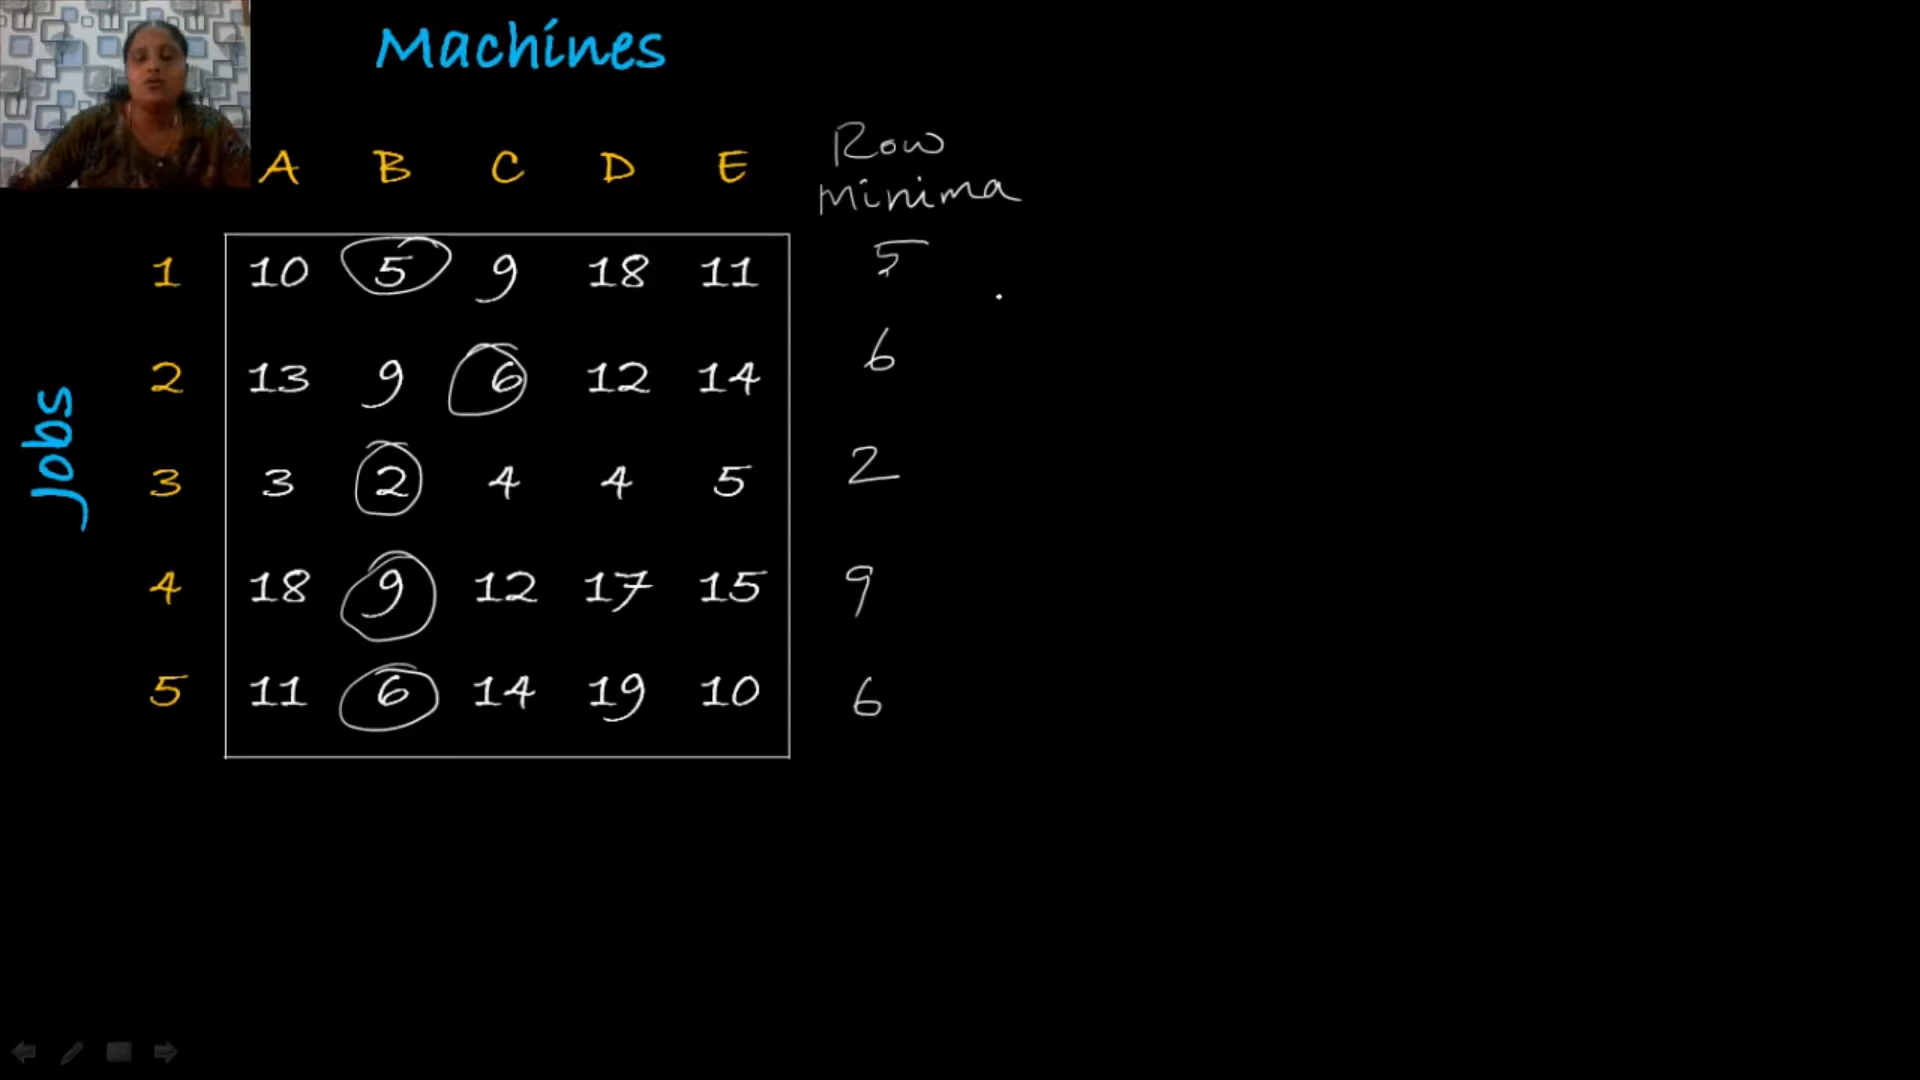 Machines
Row
minima
A B C D E
1 10 5 9 18 11 5
2 13 9 6 12 14 6
Jobs
3 3 2 4 4 5 2
4 18 9 12 17 15 9
5 11 6 14 19 10 6